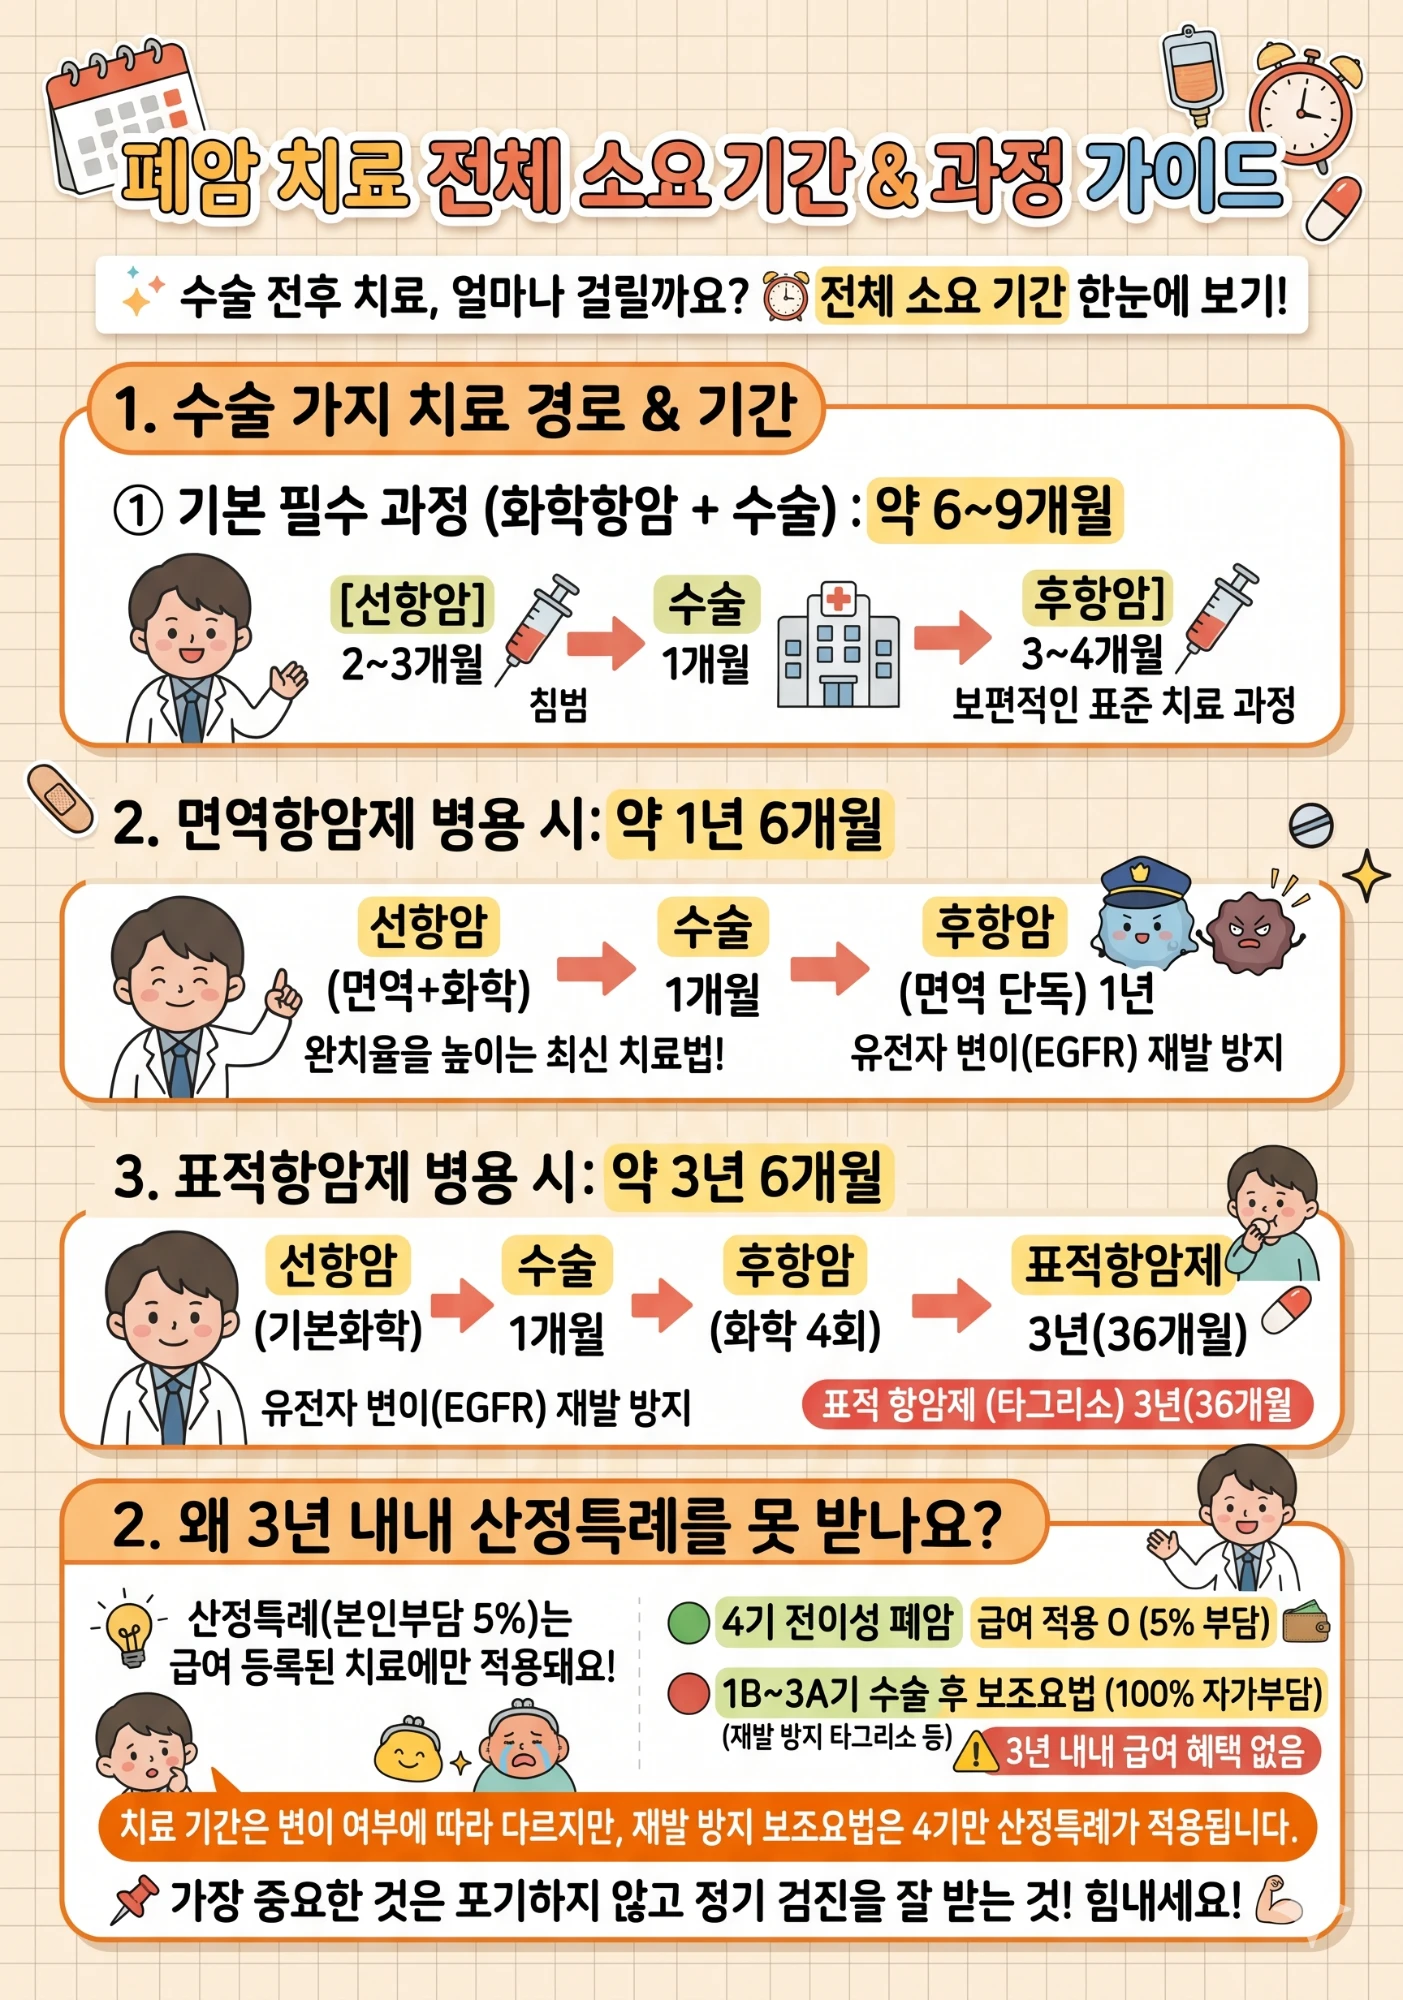 폐암 치료 전체 소요 기간 & 과정 가이드
수술 전후 치료, 얼마나 걸릴까요? 전체 소요 기간 한눈에 보기!
1. 수술 가지 치료 경로 & 기간
① 기본 필수 과정 (화학항암 + 수술) : 약 6~9개월
[선항암]
2~3개월
침범
수술
1개월
후항암]
3~4개월
보편적인 표준 치료 과정
2. 면역항암제 병용 시: 약 1년 6개월
선항암
(면역+화학)
수술
1개월
후항암
(면역 단독) 1년
완치율을 높이는 최신 치료법!
유전자 변이(EGFR) 재발 방지
3. 표적항암제 병용 시: 약 3년 6개월
선항암
(기본화학)
수술
1개월
후항암
(화학 4회)
표적항암제
3년(36개월)
유전자 변이(EGFR) 재발 방지
표적 항암제 (타그리소) 3년(36개월
2. 왜 3년 내내 산정특례를 못 받나요?
산정특례(본인부담 5%)는
급여 등록된 치료에만 적용돼요!
4기 전이성 폐암 급여 적용 O (5% 부담)
1B~3A기 수술 후 보조요법 (100% 자가부담)
(재발 방지 타그리소 등)
3년 내내 급여 혜택 없음
치료 기간은 변이 여부에 따라 다르지만, 재발 방지 보조요법은 4기만 산정특례가 적용됩니다.
가장 중요한 것은 포기하지 않고 정기 검진을 잘 받는 것! 힘내세요!